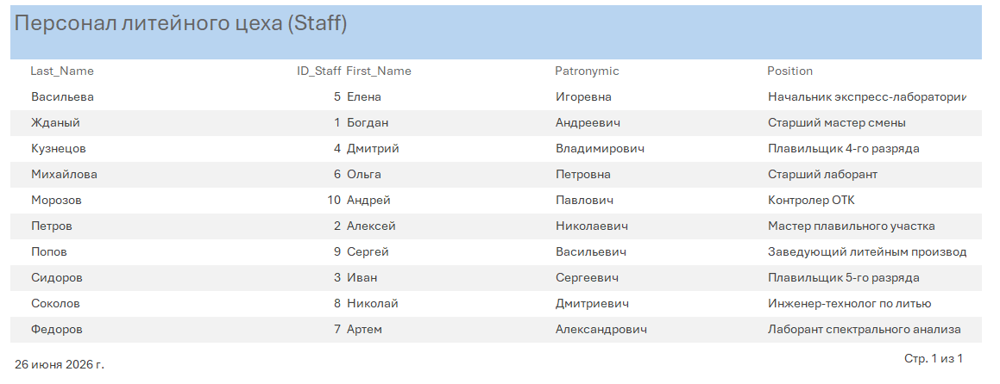 Персонал литейного цеха (Staff)
Last_Name ID_Staff First_Name Patronymic Position
Васильева 5 Елена Игоревна Начальник экспресс-лаборатории
Жданый 1 Богдан Андреевич Старший мастер смены
Кузнецов 4 Дмитрий Владимирович Плавильщик 4-го разряда
Михайлова 6 Ольга Петровна Старший лаборант
Морозов 10 Андрей Павлович Контролер ОТК
Петров 2 Алексей Николаевич Мастер плавильного участка
Попов 9 Сергей Васильевич Заведующий литейным производ
Сидоров 3 Иван Сергеевич Плавильщик 5-го разряда
Соколов 8 Николай Дмитриевич Инженер-технолог по литью
Федоров 7 Артем Александрович Лаборант спектрального анализа
26 июня 2026 г. Стр. 1 из 1